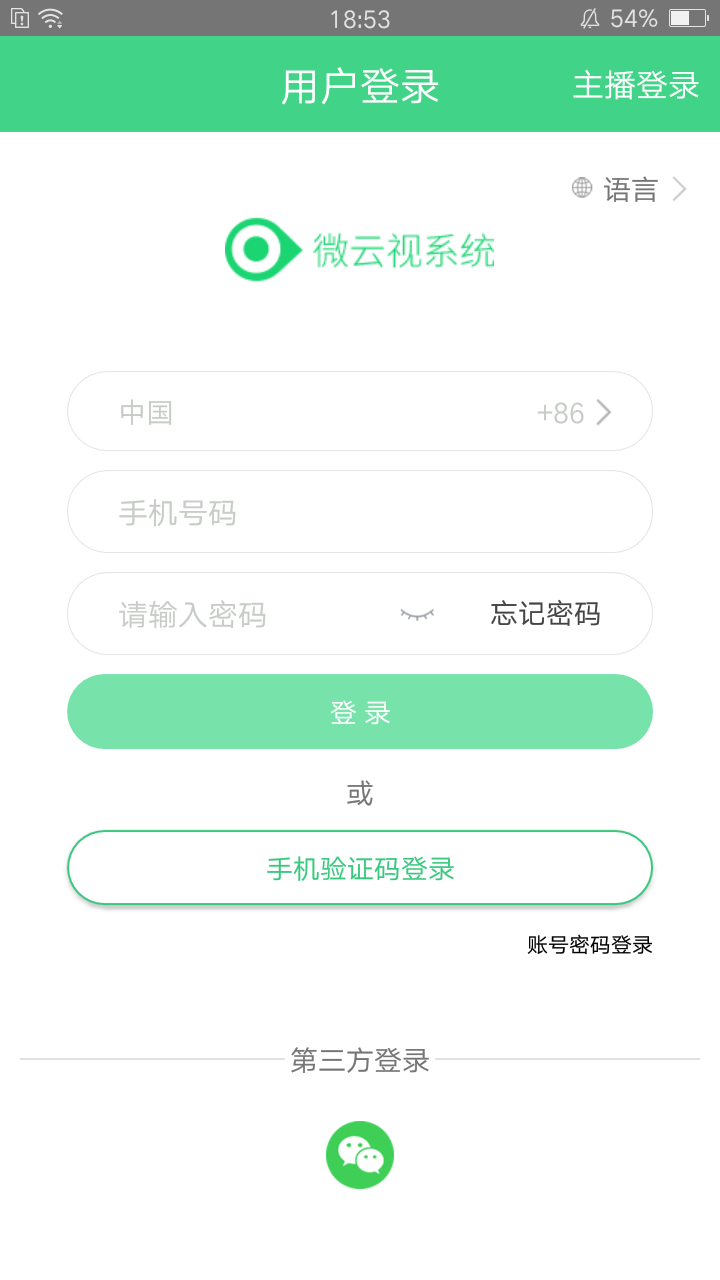 18:53
54%
用户登录
主播登录
语言
微云视系统
中国
+86
手机号码
请输入密码
忘记密码
登 录
或
手机验证码登录
账号密码登录
第三方登录